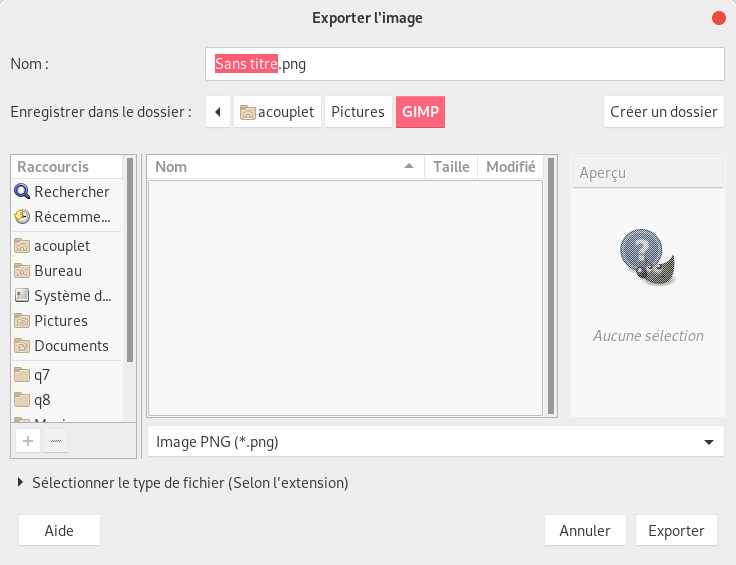 Exporter l'image
Nom :
Sans titre.png
Enregistrer dans le dossier :
acouplet
Pictures
GIMP
Créer un dossier
Raccourcis
Rechercher
Récemme...
acouplet
Bureau
Système d...
Pictures
Documents
q7
q8
Nom
Taille
Modifié
Aperçu
Aucune sélection
Image PNG (*.png)
Sélectionner le type de fichier (Selon l'extension)
Aide
Annuler
Exporter